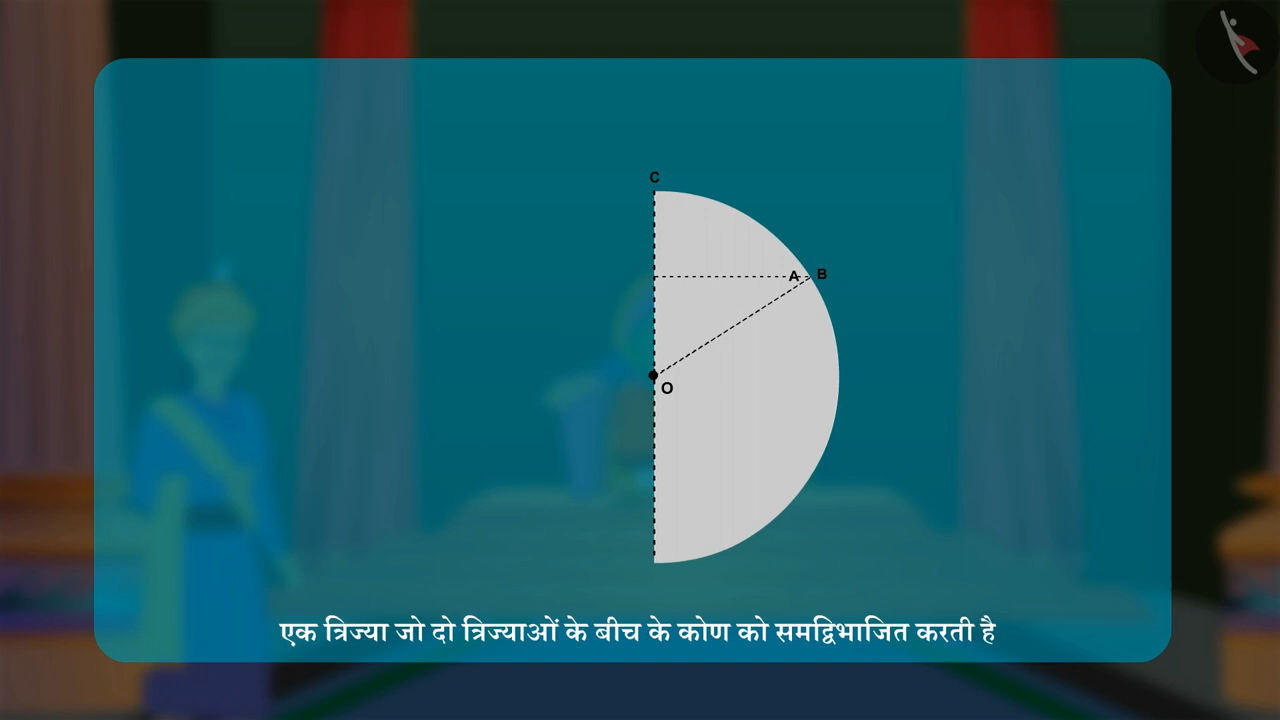 C
A B
O
एक त्रिज्या जो दो त्रिज्याओं के बीच के कोण को समद्विभाजित करती है